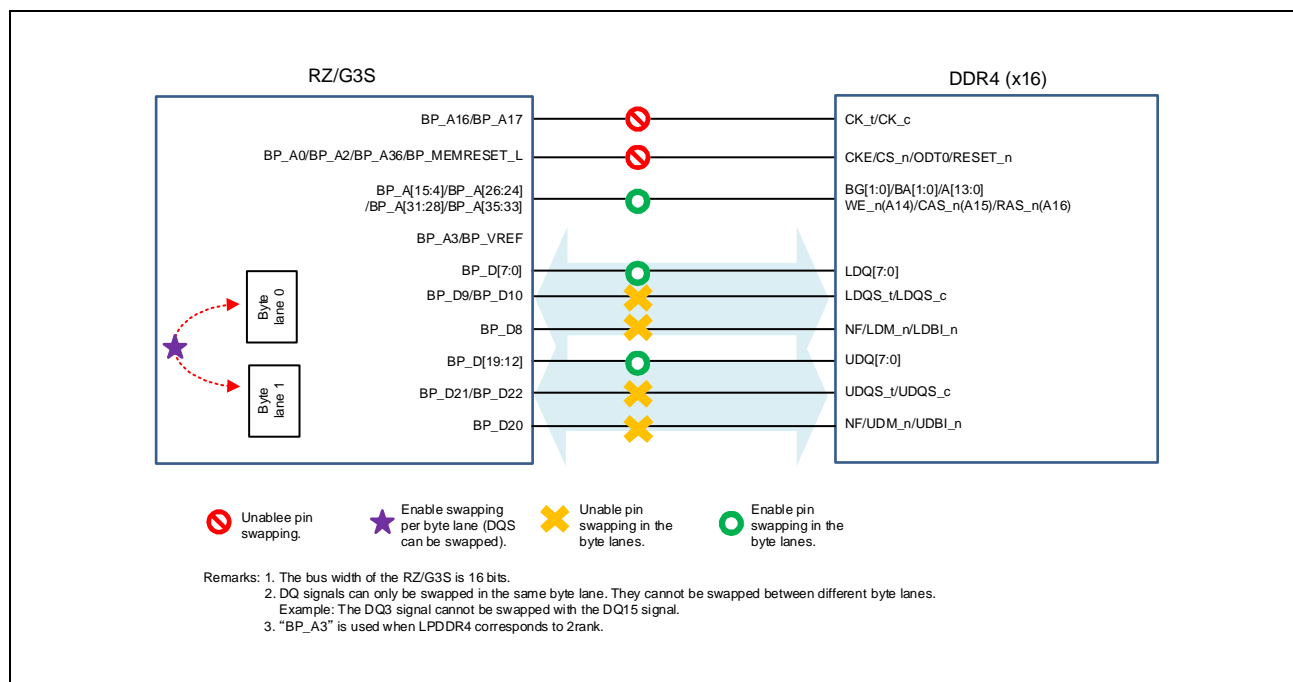 RZ/G3S
DDR4 (x16)
BP_A16/BP_A17
CK_t/CK_c
BP_A0/BP_A2/BP_A36/BP_MEMRESET_L
CKE/CS_n/ODT0/RESET_n
BP_A[15:4]/BP_A[26:24]
/BP_A[31:28]/BP_A[35:33]
BG[1:0]/BA[1:0]/A[13:0]
WE_n(A14)/CAS_n(A15)/RAS_n(A16)
BP_A3/BP_VREF
BP_D[7:0]
LDQ[7:0]
BP_D9/BP_D10
LDQS_t/LDQS_c
BP_D8
NF/LDM_n/LDBI_n
BP_D[19:12]
UDQ[7:0]
BP_D21/BP_D22
UDQS_t/UDQS_c
BP_D20
NF/UDM_n/UDBI_n
Byte
lane 0
Byte
lane 1
Unablee pin
swapping.
Enable swapping
per byte lane (DQS
can be swapped).
Unable pin
swapping in the
byte lanes.
Enable pin
swapping in the
byte lanes.
Remarks: 1. The bus width of the RZ/G3S is 16 bits.
2. DQ signals can only be swapped in the same byte lane. They cannot be swapped between different byte lanes.
Example: The DQ3 signal cannot be swapped with the DQ15 signal.
3. “BP_A3” is used when LPDDR4 corresponds to 2rank.